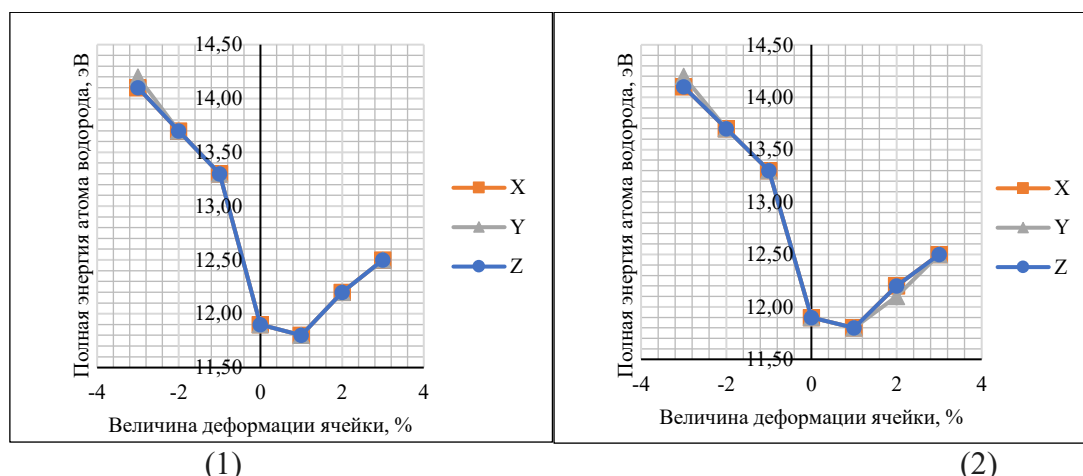 Полная энергия атома водорода, эВ
14,50
14,00
13,50
13,00
12,50
12,00
11,50
-4
-2
0
2
4
Величина деформации ячейки, %
X
Y
Z
(1)
Полная энергия атома водорода, эВ
14,50
14,00
13,50
13,00
12,50
12,00
11,50
-4
-2
0
2
4
Величина деформации ячейки, %
X
Y
Z
(2)